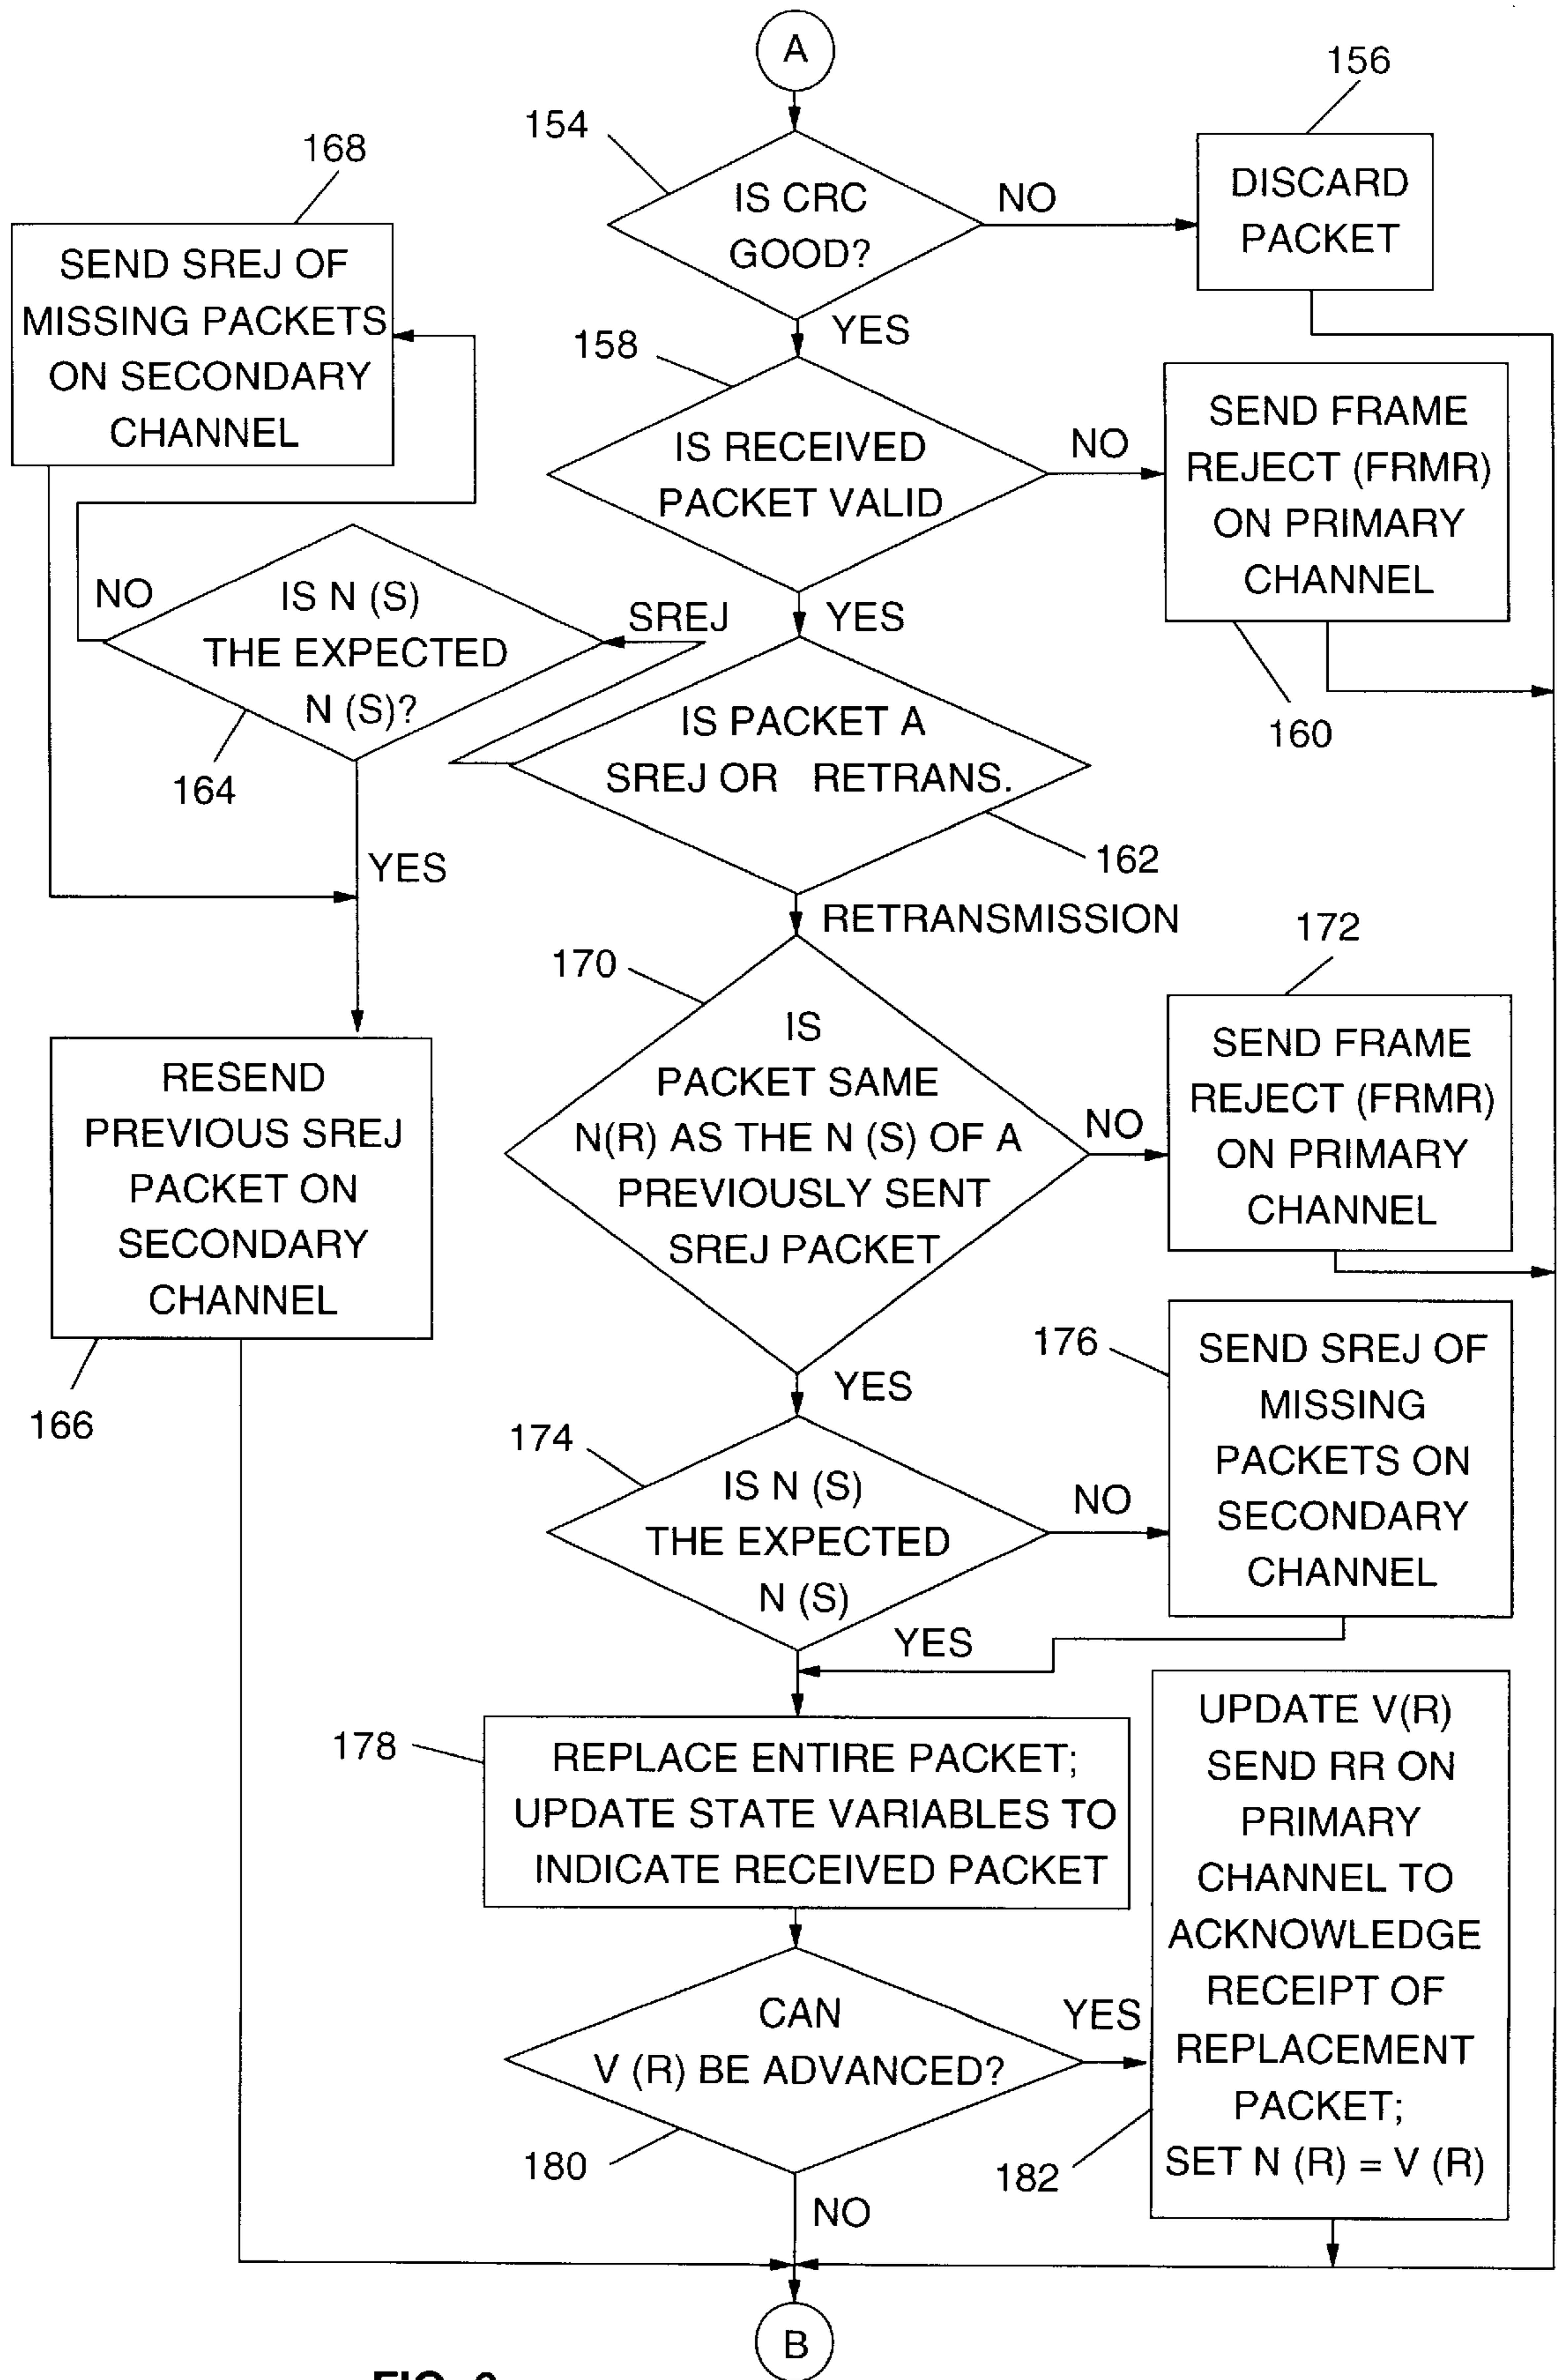 A
156
154
168
IS CRC
GOOD?
NO
DISCARD
PACKET
SEND SREJ OF
MISSING PACKETS
ON SECONDARY
CHANNEL
YES
158
IS RECEIVED
PACKET VALID
NO
SEND FRAME
REJECT (FRMR)
ON PRIMARY
CHANNEL
160
YES
NO
IS N (S)
THE EXPECTED
N (S)?
SREJ
164
IS PACKET A
SREJ OR RETRANS.
162
YES
RETRANSMISSION
172
170
IS
PACKET SAME
N(R) AS THE N (S) OF A
PREVIOUSLY SENT
SREJ PACKET
NO
SEND FRAME
REJECT (FRMR)
ON PRIMARY
CHANNEL
RESEND
PREVIOUS SREJ
PACKET ON
SECONDARY
CHANNEL
166
YES
176
SEND SREJ OF
MISSING
PACKETS ON
SECONDARY
CHANNEL
174
IS N (S)
THE EXPECTED
N (S)
NO
YES
178
REPLACE ENTIRE PACKET;
UPDATE STATE VARIABLES TO
INDICATE RECEIVED PACKET
UPDATE V(R)
SEND RR ON
PRIMARY
CHANNEL TO
ACKNOWLEDGE
RECEIPT OF
REPLACEMENT
PACKET;
SET N (R) = V (R)
CAN
V (R) BE ADVANCED?
YES
180
182
NO
B